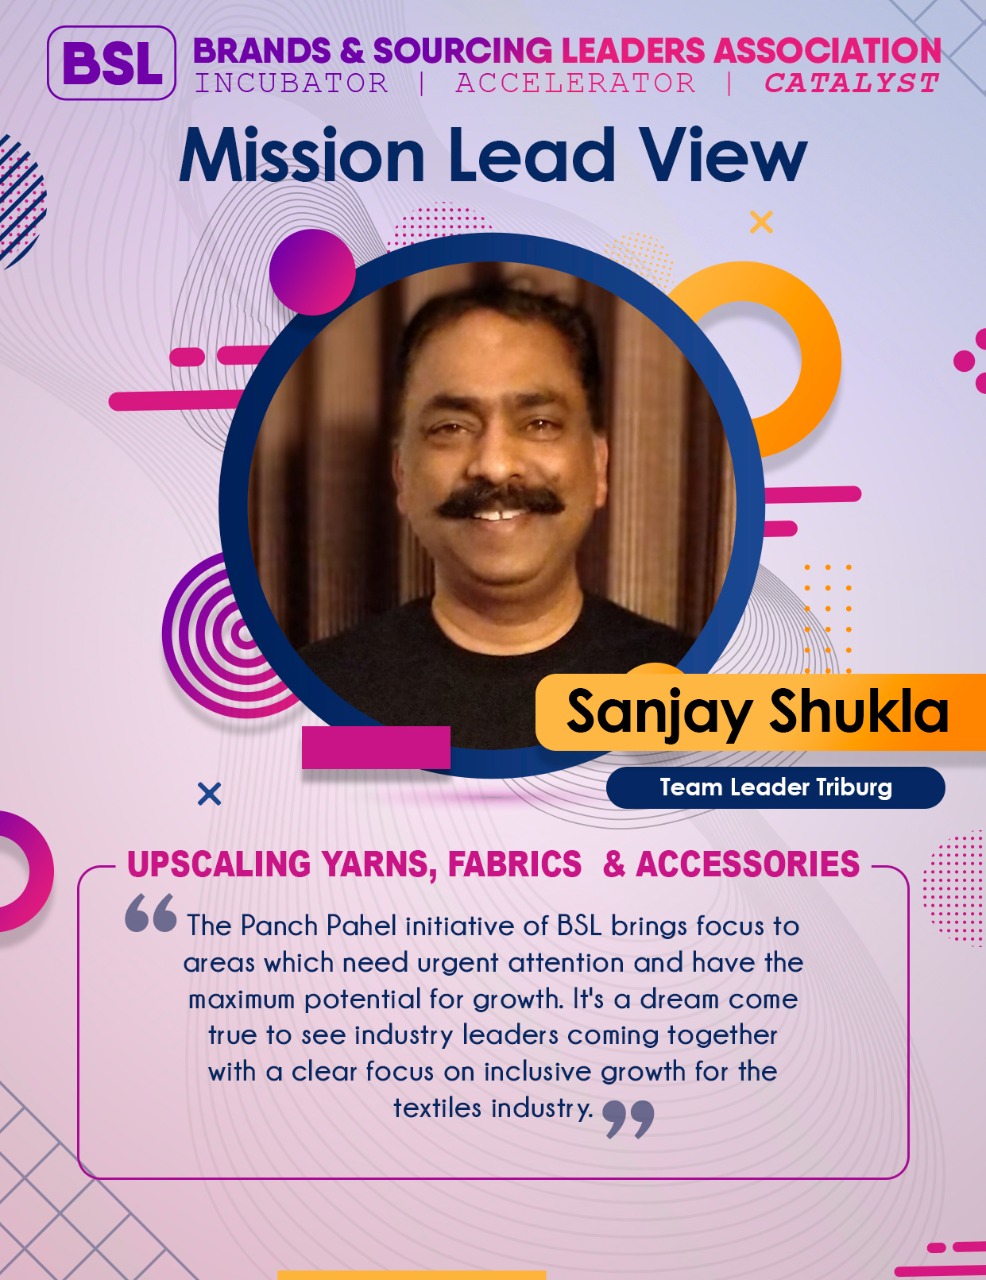 BSL
BRANDS & SOURCING LEADERS ASSOCIATION
INCUBATOR | ACCELERATOR | CATALYST
Mission Lead View
Sanjay Shukla
Team Leader Triburg
UPSCALING YARNS, FABRICS & ACCESSORIES
“The Panch Pahel initiative of BSL brings focus to
areas which need urgent attention and have the
maximum potential for growth. It's a dream come
true to see industry leaders coming together
with a clear focus on inclusive growth for the
textiles industry.”